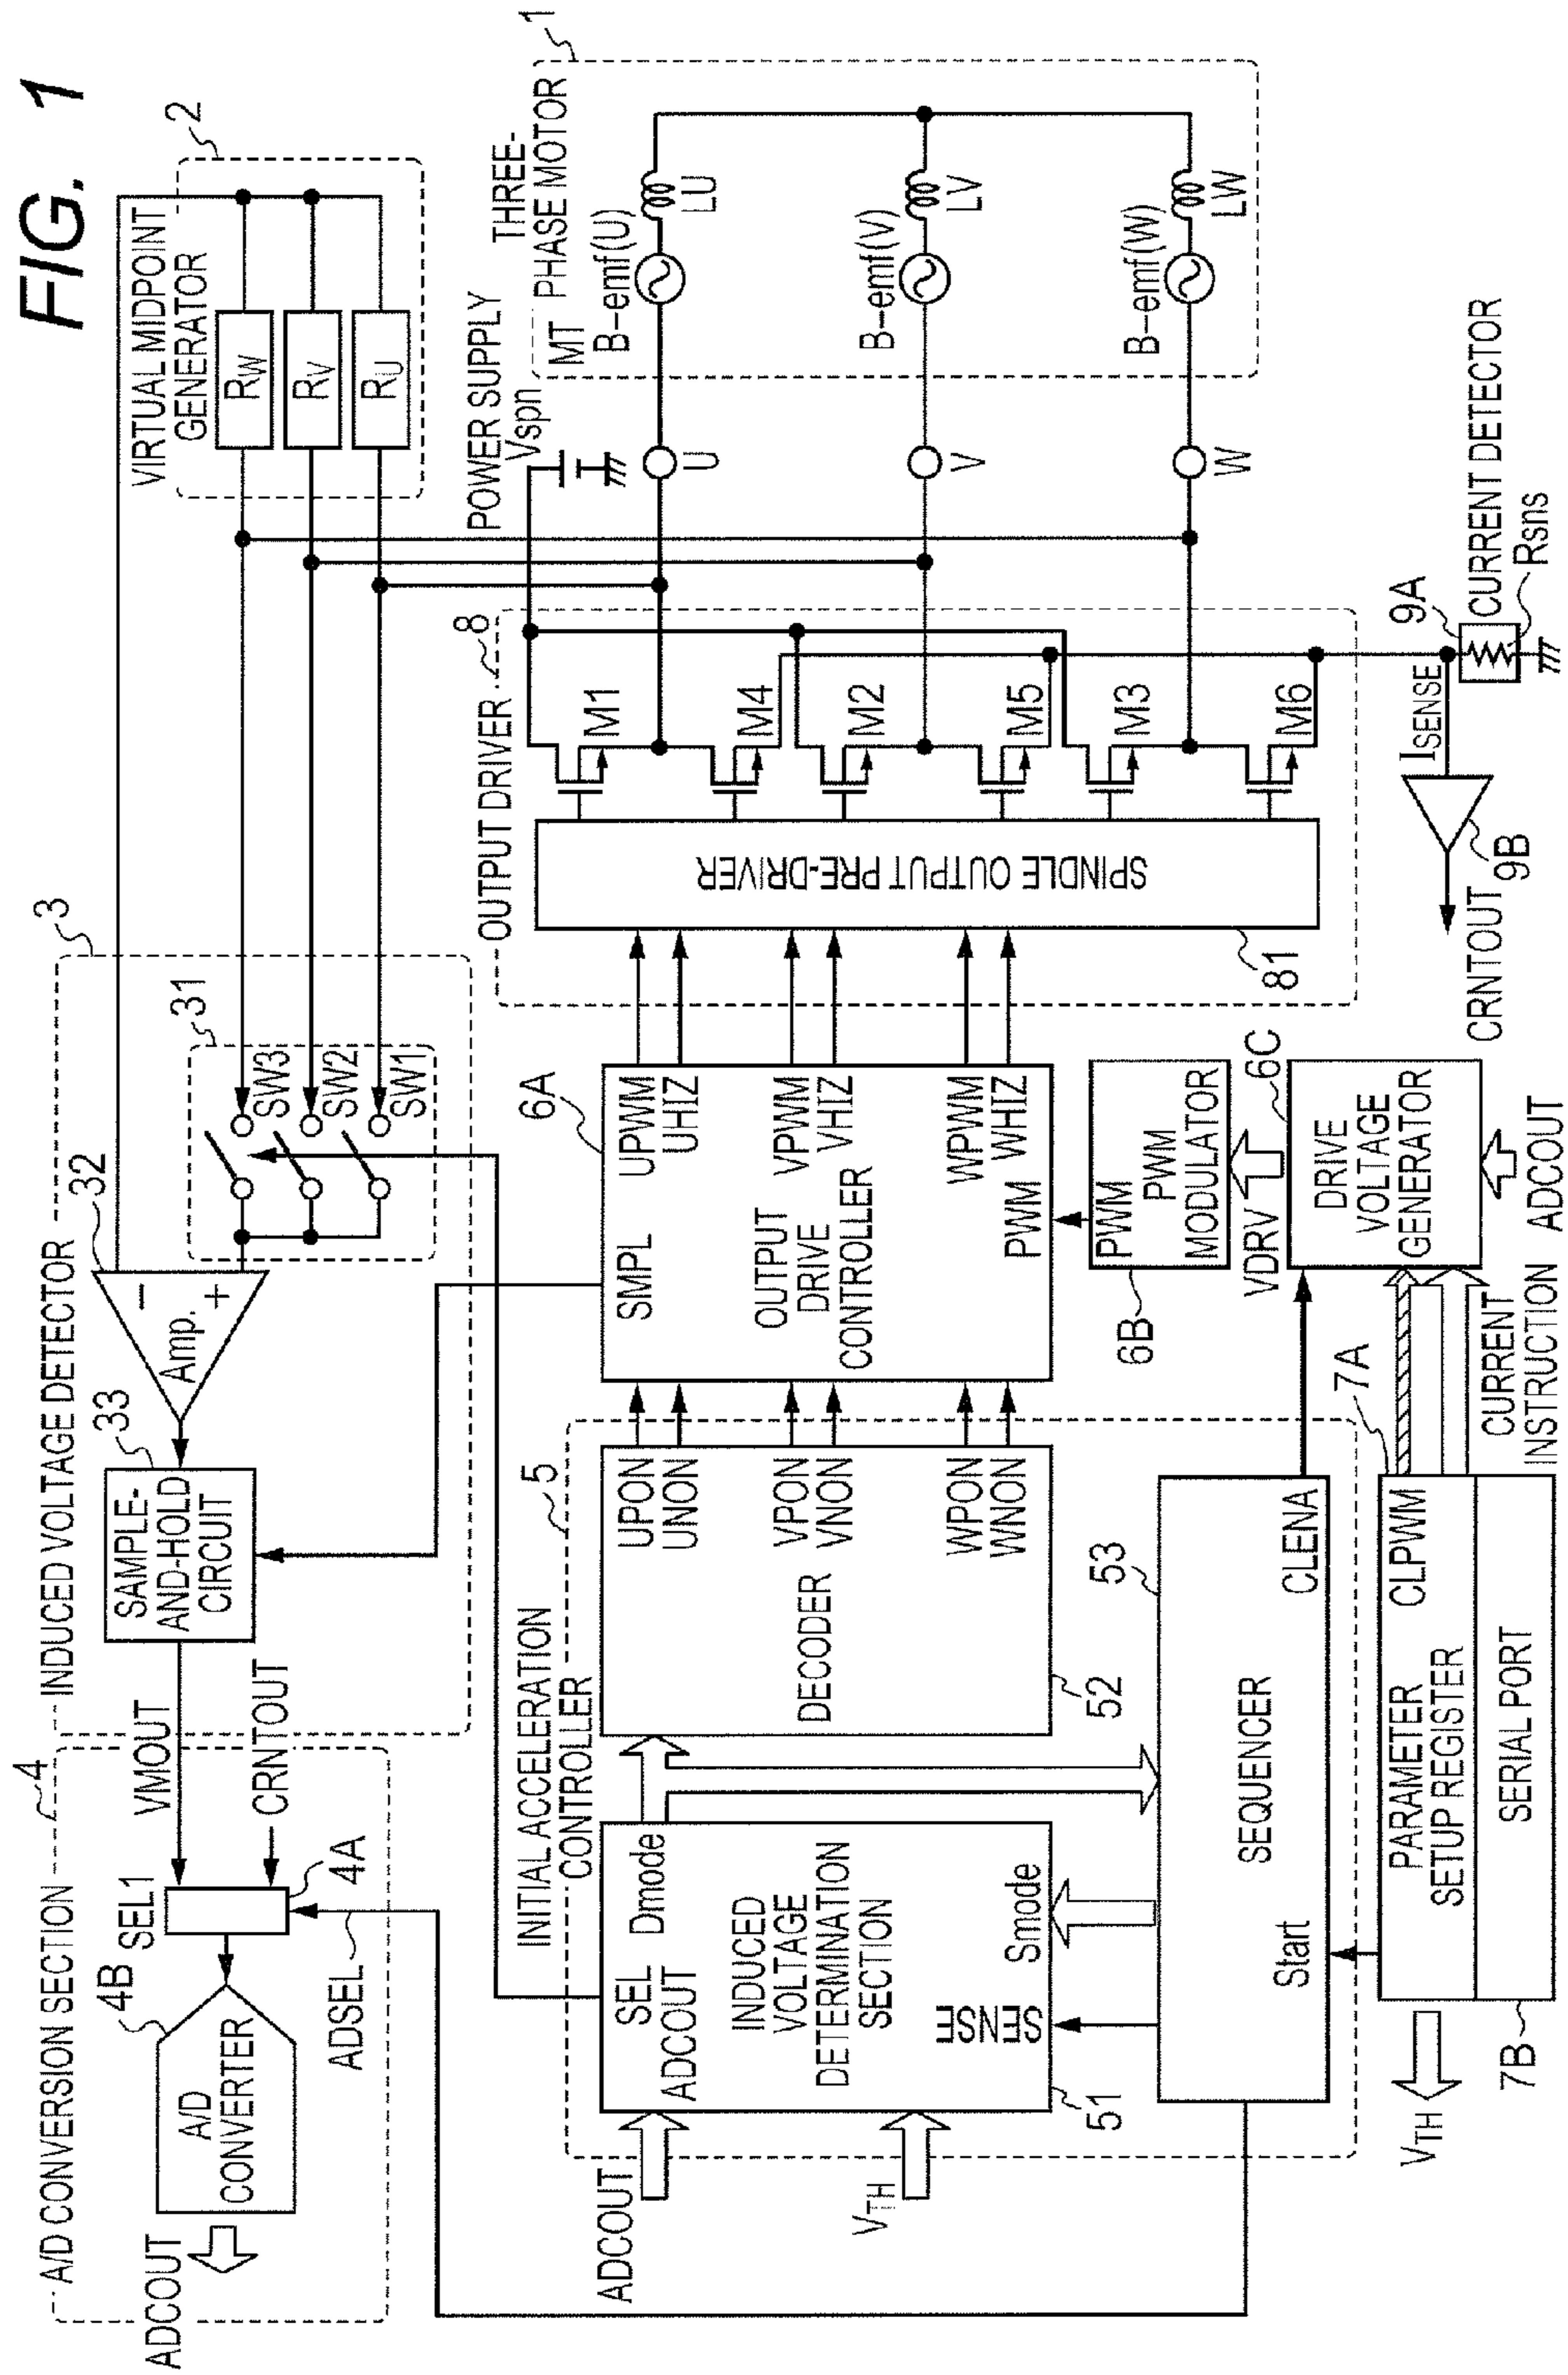 FIG. 1
A/D CONVERSION SECTION
4
ADCOUT
4B
A/D
CONVERTER
SEL1
4A
ADSEL
VMOUT
CRNTOUT
INDUCED VOLTAGE DETECTOR
3
33
SAMPLE-
AND-HOLD
CIRCUIT
32
Amp.
−
+
31
SW3
SW2
SW1
VIRTUAL MIDPOINT
GENERATOR
2
RW
RV
RU
INITIAL ACCELERATION
CONTROLLER
5
ADCOUT
VTH
SEL
ADCOUT
Dmode
INDUCED
VOLTAGE
DETERMINATION
SECTION
SENSE
Smode
51
DECODER
52
UPON
UNON
VPON
VNON
WPON
WNON
SEQUENCER
53
Start
CLENA
6A
SMPL
OUTPUT
DRIVE
CONTROLLER
UPWM
UHIZ
VPWM
VHIZ
WPWM
WHIZ
PWM
PWM
PWM
MODULATOR
6B
VDRV
6C
DRIVE
VOLTAGE
GENERATOR
ADCOUT
7A
PARAMETER
SETUP REGISTER
CLPWM
SERIAL PORT
7B
VTH
CURRENT
INSTRUCTION
OUTPUT DRIVER
8
SPINDLE OUTPUT PRE-DRIVER
81
M1
M4
M2
M5
M3
M6
POWER SUPPLY
Vspn
U
V
W
THREE-
PHASE MOTOR
MT
1
B-emf(U)
LU
B-emf(V)
LV
B-emf(W)
LW
CURRENT DETECTOR
9A
Rsns
ISENSE
9B
CRNTOUT